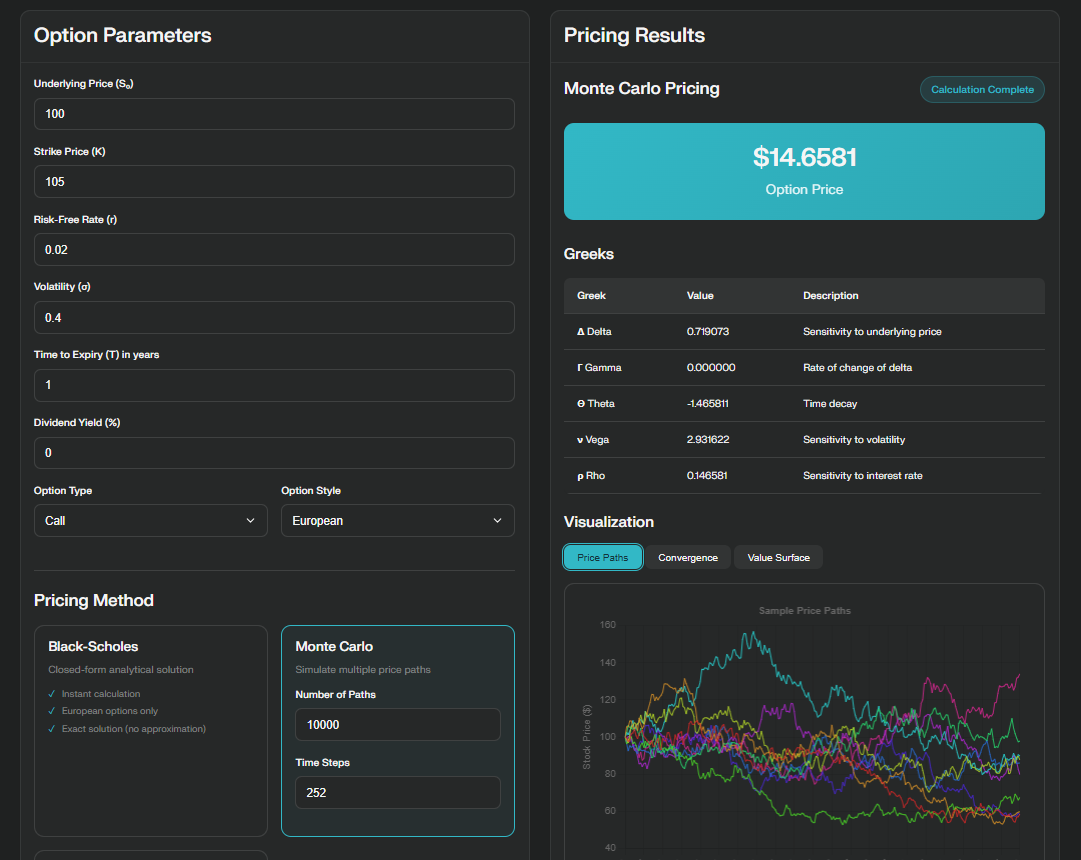 Option Parameters
Underlying Price (S₀)
100
Strike Price (K)
105
Risk-Free Rate (r)
0.02
Volatility (σ)
0.4
Time to Expiry (T) in years
1
Dividend Yield (%)
0
Option Type
Option Style
Call
European
Pricing Method
Black-Scholes
Closed-form analytical solution
✓ Instant calculation
✓ European options only
✓ Exact solution (no approximation)
Monte Carlo
Simulate multiple price paths
Number of Paths
10000
Time Steps
252
Pricing Results
Monte Carlo Pricing
Calculation Complete
$14.6581
Option Price
Greeks
Greek Value Description
Δ Delta 0.719073 Sensitivity to underlying price
Γ Gamma 0.000000 Rate of change of delta
Θ Theta -1.465811 Time decay
ν Vega 2.931622 Sensitivity to volatility
ρ Rho 0.146581 Sensitivity to interest rate
Visualization
Price Paths Convergence Value Surface
Sample Price Paths
Stock Price ($)
160
140
120
100
80
60
40